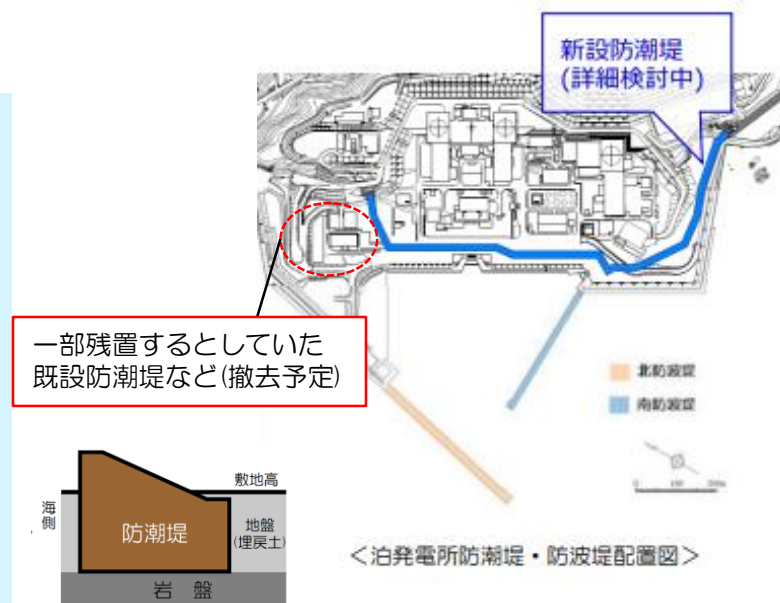 新設防潮堤
(詳細検討中)
一部残置するとしていた
既設防潮堤など(撤去予定)
北防波堤
南防波堤
0 100 200m
敷地高
海側
防潮堤
地盤
(埋戻土)
岩 盤
＜泊発電所防潮堤・防波堤配置図＞